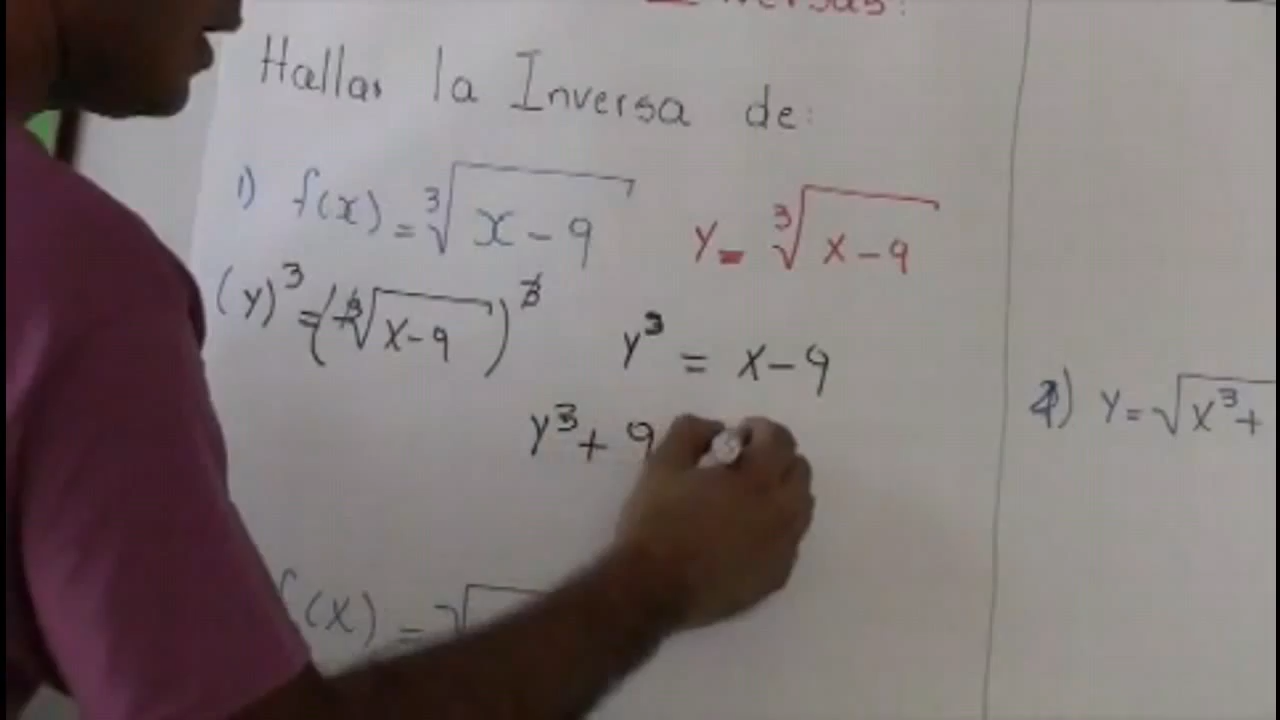 Hallar la Inversa de:
1) f(x) = ∛(x - 9)    y = ∛(x - 9)
(y)³ = (∛(x-9))³    y³ = x - 9
y³ + 9
2) y = √x³+
f(x) = √